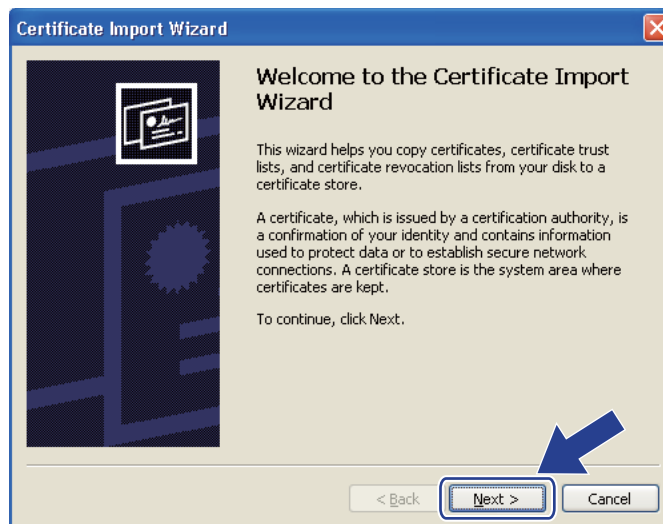 Certificate Import Wizard
Welcome to the Certificate Import
Wizard
This wizard helps you copy certificates, certificate trust
lists, and certificate revocation lists from your disk to a
certificate store.
A certificate, which is issued by a certification authority, is
a confirmation of your identity and contains information
used to protect data or to establish secure network
connections. A certificate store is the system area where
certificates are kept.
To continue, click Next.
< Back Next > Cancel